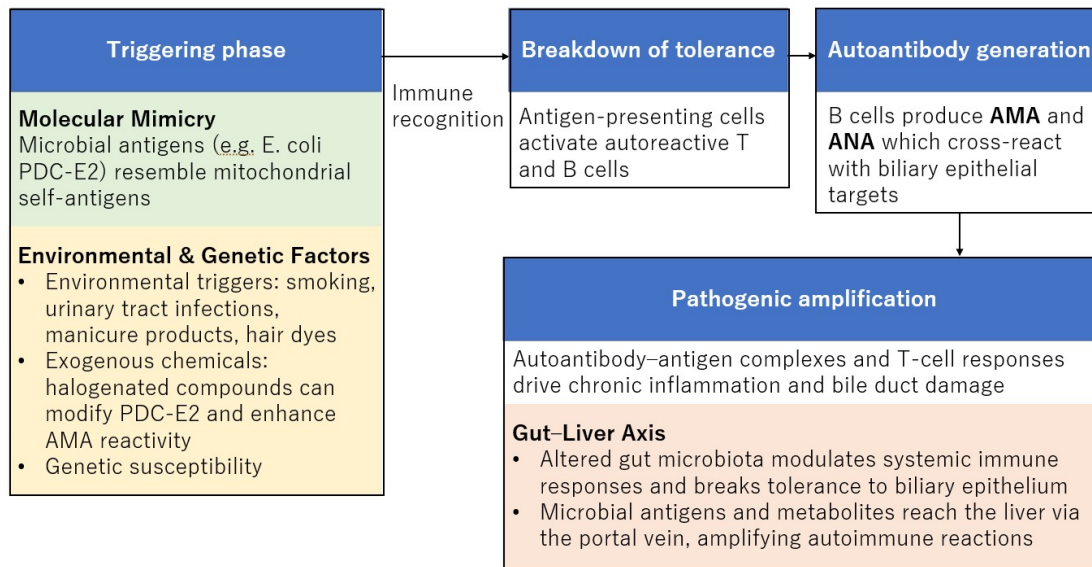 Triggering phase
Molecular Mimicry
Microbial antigens (e.g. E. coli
PDC-E2) resemble mitochondrial
self-antigens
Environmental & Genetic Factors
• Environmental triggers: smoking,
urinary tract infections,
manicure products, hair dyes
• Exogenous chemicals:
halogenated compounds can
modify PDC-E2 and enhance
AMA reactivity
• Genetic susceptibility
Immune
recognition
Breakdown of tolerance
Antigen-presenting cells
activate autoreactive T
and B cells
Autoantibody generation
B cells produce AMA and
ANA which cross-react
with biliary epithelial
targets
Pathogenic amplification
Autoantibody–antigen complexes and T-cell responses
drive chronic inflammation and bile duct damage
Gut–Liver Axis
• Altered gut microbiota modulates systemic immune
responses and breaks tolerance to biliary epithelium
• Microbial antigens and metabolites reach the liver via
the portal vein, amplifying autoimmune reactions